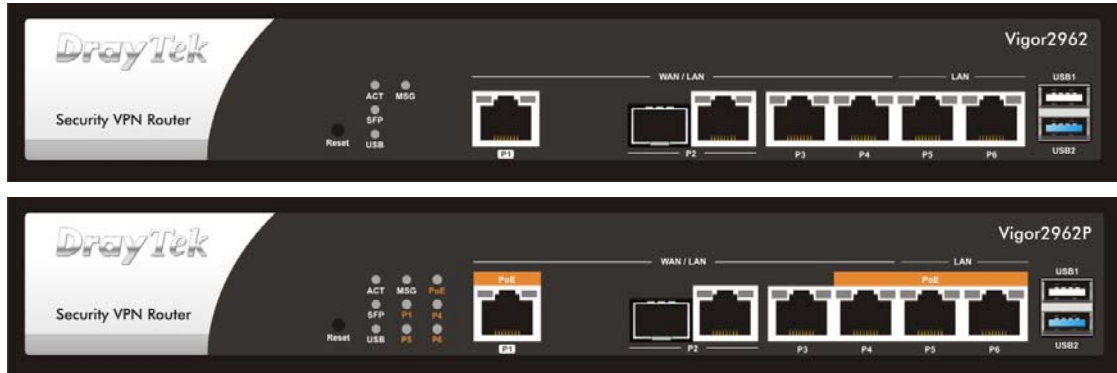 DrayTek
Vigor2962
Security VPN Router
Reset
ACT MSG
SFP
USB
WAN / LAN
LAN
USB1
USB2
P1
P2
P3
P4
P5
P6
DrayTek
Vigor2962P
Security VPN Router
Reset
ACT MSG PoE
SFP P1 P4
USB P5 P6
WAN / LAN
LAN
PoE
PoE
USB1
USB2
P1
P2
P3
P4
P5
P6